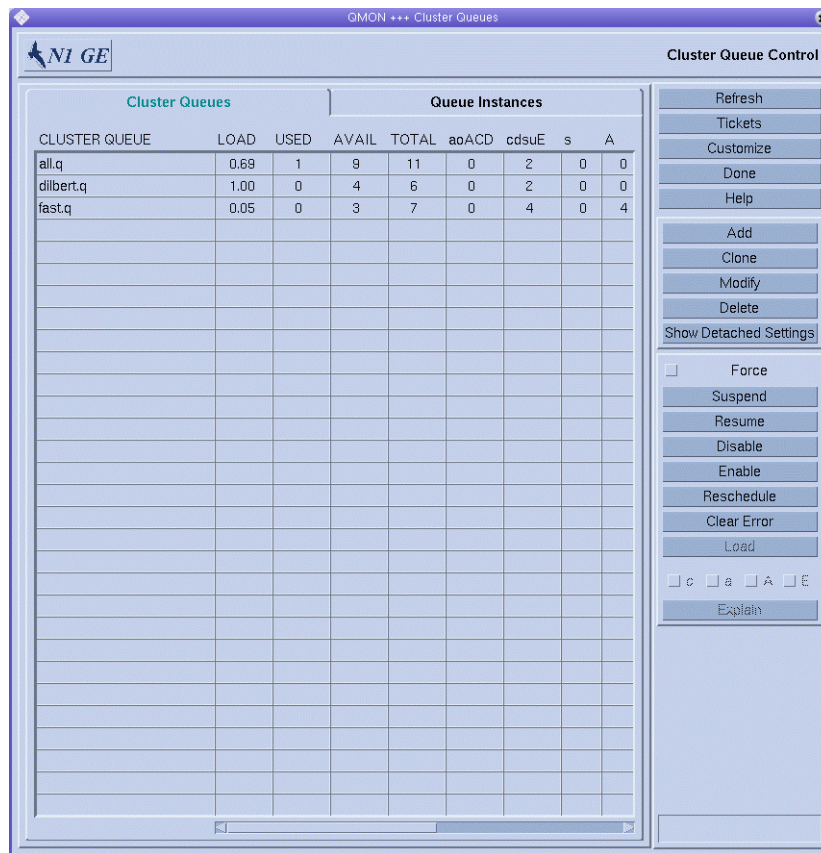 QMON +++ Cluster Queues
N1 GE
Cluster Queue Control
Cluster Queues
Queue Instances
CLUSTER QUEUE LOAD USED AVAIL TOTAL aoACD cdsuE s A
all.q 0.69 1 9 11 0 2 0 0
dilbert.q 1.00 0 4 6 0 2 0 0
fast.q 0.05 0 3 7 0 4 0 4
Refresh
Tickets
Customize
Done
Help
Add
Clone
Modify
Delete
Show Detached Settings
Force
Suspend
Resume
Disable
Enable
Reschedule
Clear Error
Load
c a A E
Explain